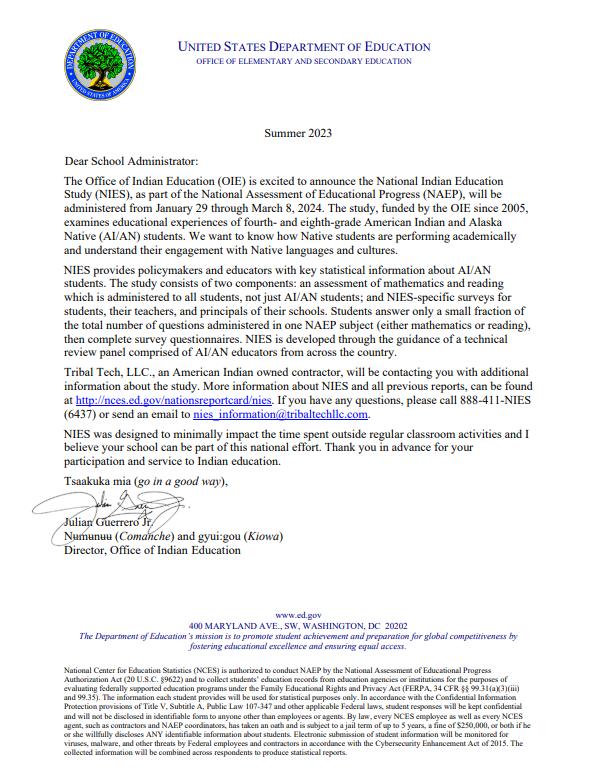 DEPARTMENT OF EDUCATION
UNITED STATES OF AMERICA
UNITED STATES DEPARTMENT OF EDUCATION
OFFICE OF ELEMENTARY AND SECONDARY EDUCATION
Summer 2023
Dear School Administrator:
The Office of Indian Education (OIE) is excited to announce the National Indian Education
Study (NIES), as part of the National Assessment of Educational Progress (NAEP), will be
administered from January 29 through March 8, 2024. The study, funded by the OIE since 2005,
examines educational experiences of fourth- and eighth-grade American Indian and Alaska
Native (AI/AN) students. We want to know how Native students are performing academically
and understand their engagement with Native languages and cultures.
NIES provides policymakers and educators with key statistical information about AI/AN
students. The study consists of two components: an assessment of mathematics and reading
which is administered to all students, not just AI/AN students; and NIES-specific surveys for
students, their teachers, and principals of their schools. Students answer only a small fraction of
the total number of questions administered in one NAEP subject (either mathematics or reading),
then complete survey questionnaires. NIES is developed through the guidance of a technical
review panel comprised of AI/AN educators from across the country.
Tribal Tech, LLC., an American Indian owned contractor, will be contacting you with additional
information about the study. More information about NIES and all previous reports, can be found
at http://nces.ed.gov/nationsreportcard/nies. If you have any questions, please call 888-411-NIES
(6437) or send an email to nies_information@tribaltechllc.com.
NIES was designed to minimally impact the time spent outside regular classroom activities and I
believe your school can be part of this national effort. Thank you in advance for your
participation and service to Indian education.
Tsaakuka mia (go in a good way),
Julian Guerrero Jr.
Numunuu (Comanche) and gyui:gou (Kiowa)
Director, Office of Indian Education
www.ed.gov
400 MARYLAND AVE., SW, WASHINGTON, DC 20202
The Department of Education's mission is to promote student achievement and preparation for global competitiveness by
fostering educational excellence and ensuring equal access.
National Center for Education Statistics (NCES) is authorized to conduct NAEP by the National Assessment of Educational Progress
Authorization Act (20 U.S.C. §9622) and to collect students' education records from education agencies or institutions for the purposes of
evaluating federally supported education programs under the Family Educational Rights and Privacy Act (FERPA, 34 CFR §§ 99.31(a)(3)(iii)
and 99.35). The information each student provides will be used for statistical purposes only. In accordance with the Confidential Information
Protection provisions of Title V, Subtitle A, Public Law 107-347 and other applicable Federal laws, student responses will be kept confidential
and will not be disclosed in identifiable form to anyone other than employees or agents. By law, every NCES employee as well as every NCES
agent, such as contractors and NAEP coordinators, has taken an oath and is subject to a jail term of up to 5 years, a fine of $250,000, or both if he
or she willfully discloses ANY identifiable information about students. Electronic submission of student information will be monitored for
viruses, malware, and other threats by Federal employees and contractors in accordance with the Cybersecurity Enhancement Act of 2015. The
collected information will be combined across respondents to produce statistical reports.